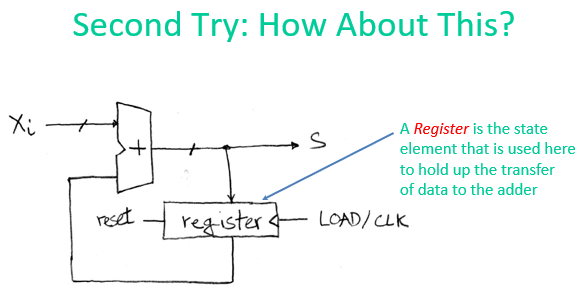 Second Try: How About This?
Xi
+
S
A Register is the state
element that is used here
to hold up the transfer
of data to the adder
reset
register
LOAD/CLK